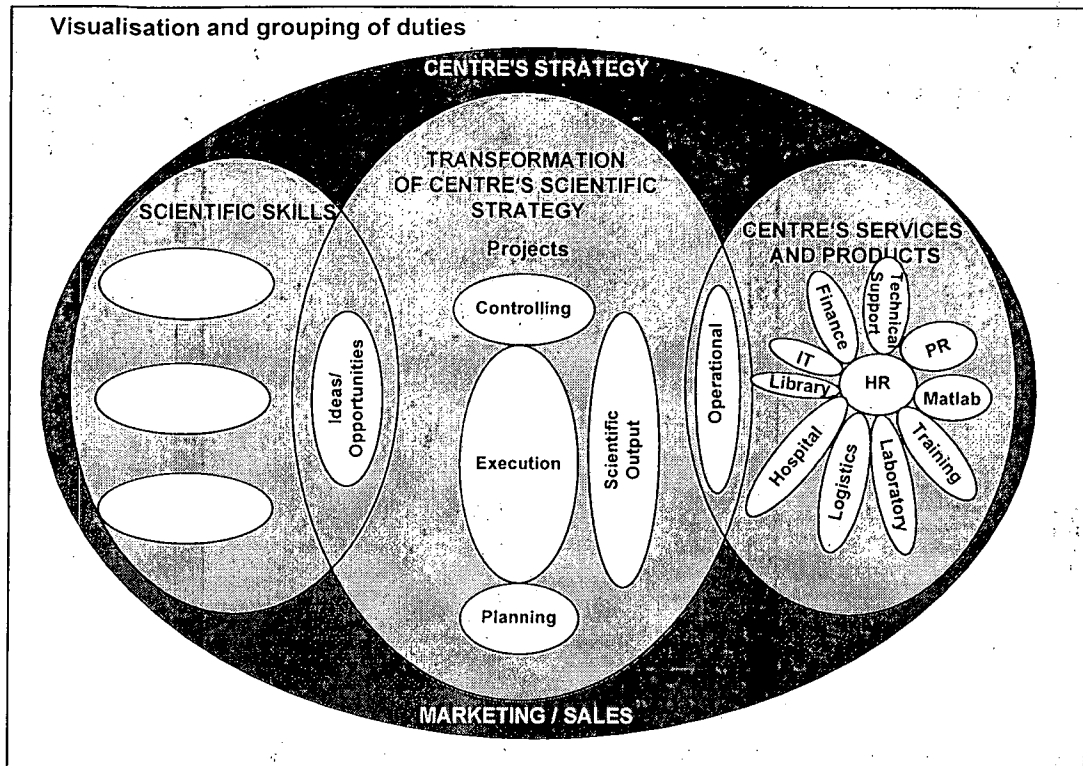 Visualisation and grouping of duties
CENTRE'S STRATEGY
SCIENTIFIC SKILLS
Ideas/
Opportunities
TRANSFORMATION
OF CENTRE'S SCIENTIFIC
STRATEGY
Projects
Controlling
Execution
Scientific
Output
Planning
Operational
CENTRE'S SERVICES
AND PRODUCTS
Technical
Support
Finance
PR
IT
HR
Library
Matlab
Hospital
Logistics
Laboratory
Training
MARKETING / SALES